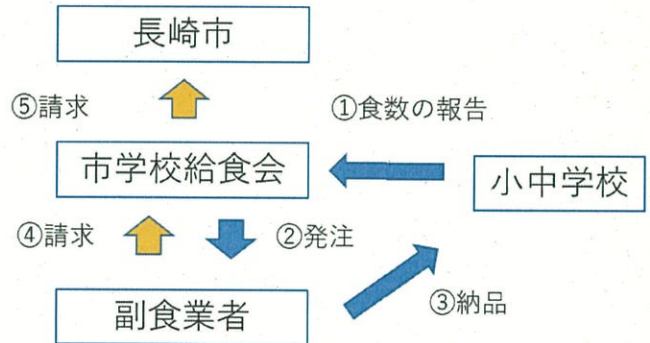 長崎市
⑤請求
①食数の報告
市学校給食会
小中学校
④請求
②発注
③納品
副食業者